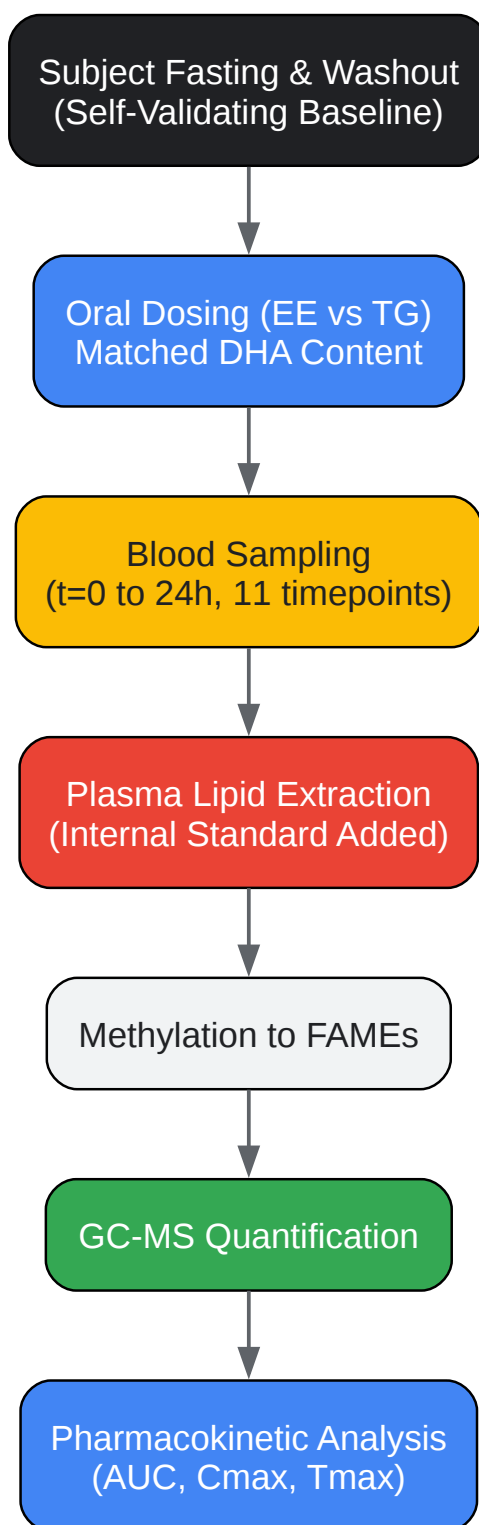 Subject Fasting & Washout
(Self-Validating Baseline)
Oral Dosing (EE vs TG)
Matched DHA Content
Blood Sampling
(t=0 to 24h, 11 timepoints)
Plasma Lipid Extraction
(Internal Standard Added)
Methylation to FAMEs
GC-MS Quantification
Pharmacokinetic Analysis
(AUC, Cmax, Tmax)